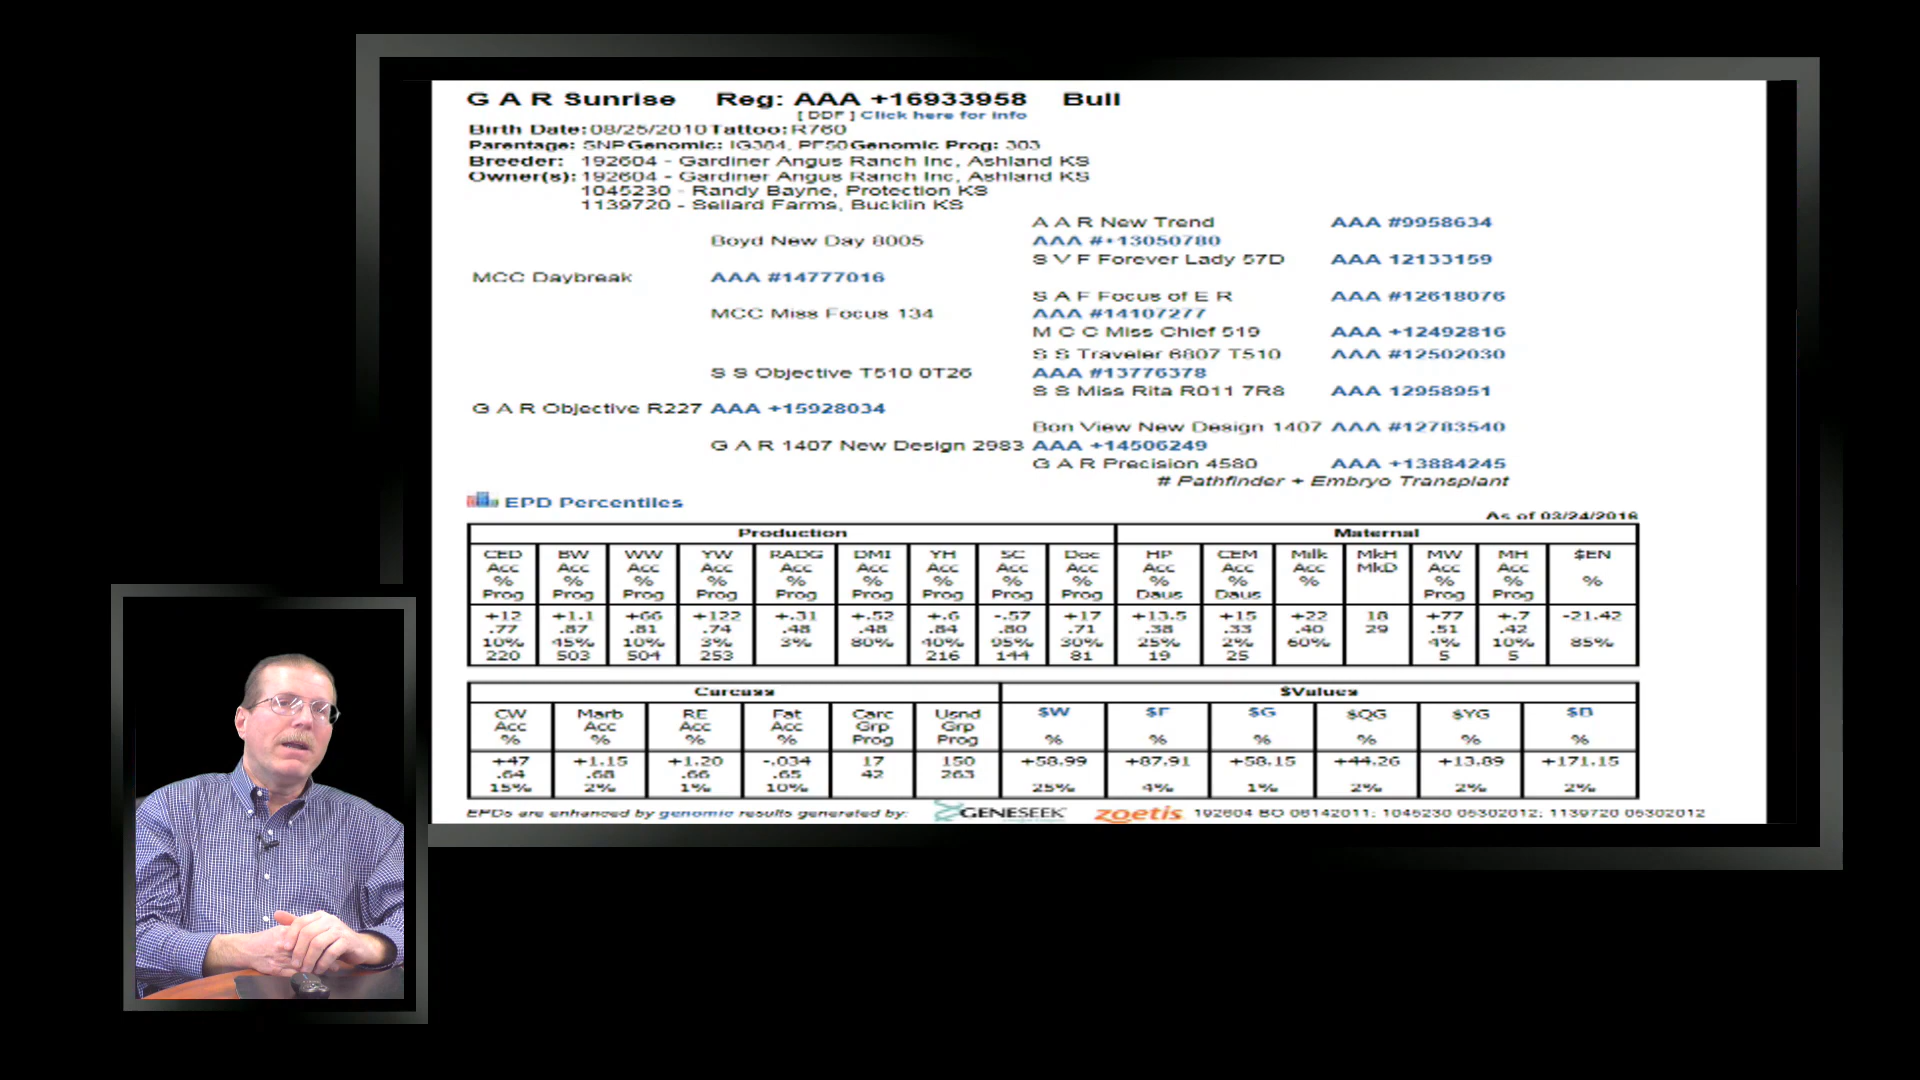 G A R Sunrise Reg: AAA +16933958 Bull
[ DDF ] Click here for info
Birth Date: 08/25/2010 Tattoo: R760
Parentage: SNP Genomic: IG384, PF50 Genomic Prog: 303
Breeder: 192604 - Gardiner Angus Ranch Inc, Ashland KS
Owner(s): 192604 - Gardiner Angus Ranch Inc, Ashland KS
1045230 - Randy Bayne, Protection KS
1139720 - Sellard Farms, Bucklin KS
A A R New Trend AAA #9958634
Boyd New Day 8005 AAA #+13050780
S V F Forever Lady 57D AAA 12133159
MCC Daybreak AAA #14777016
S A F Focus of E R AAA #12618076
MCC Miss Focus 134 AAA #14107277
M C C Miss Chief 519 AAA +12492816
S S Traveler 6807 T510 AAA #12502030
S S Objective T510 0T26 AAA #13776378
S S Miss Rita R011 7R8 AAA 12958951
G A R Objective R227 AAA +15928034
Bon View New Design 1407 AAA #12783540
G A R 1407 New Design 2983 AAA +14506249
G A R Precision 4580 AAA +13884245
# Pathfinder + Embryo Transplant
EPD Percentiles
As of 03/24/2016
Production Maternal
CED BW WW YW RADG DMI YH SC Doc HP CEM Milk MkH MW MH $EN
Acc Acc Acc Acc Acc Acc Acc Acc Acc Acc Acc Acc MkD Acc Acc
% % % % % % % % % % % % % % %
Prog Prog Prog Prog Prog Prog Prog Prog Prog Daus Daus Prog Prog
+12 +1.1 +66 +122 +.31 +.52 +.6 -.57 +17 +13.5 +15 +22 18 +77 +.7 -21.42
.77 .87 .81 .74 .48 .48 .84 .80 .71 .38 .33 .40 29 .51 .42
10% 45% 10% 3% 3% 80% 40% 95% 30% 25% 2% 60% 4% 10% 85%
220 503 504 253 216 144 81 19 25 5 5
Carcass $Values
CW Marb RE Fat Carc Usnd $W $F $G $QG $YG $B
Acc Acc Acc Acc Grp Grp
% % % % Prog Prog % % % % % %
+47 +1.15 +1.20 -.034 17 150 +58.99 +87.91 +58.15 +44.26 +13.89 +171.15
.64 .68 .66 .65 42 263
15% 2% 1% 10% 25% 4% 1% 2% 2% 2%
EPDs are enhanced by genomic results generated by: GENESEEK zoetis 192604 BO 06142011; 1045230 06302012; 1139720 06302012